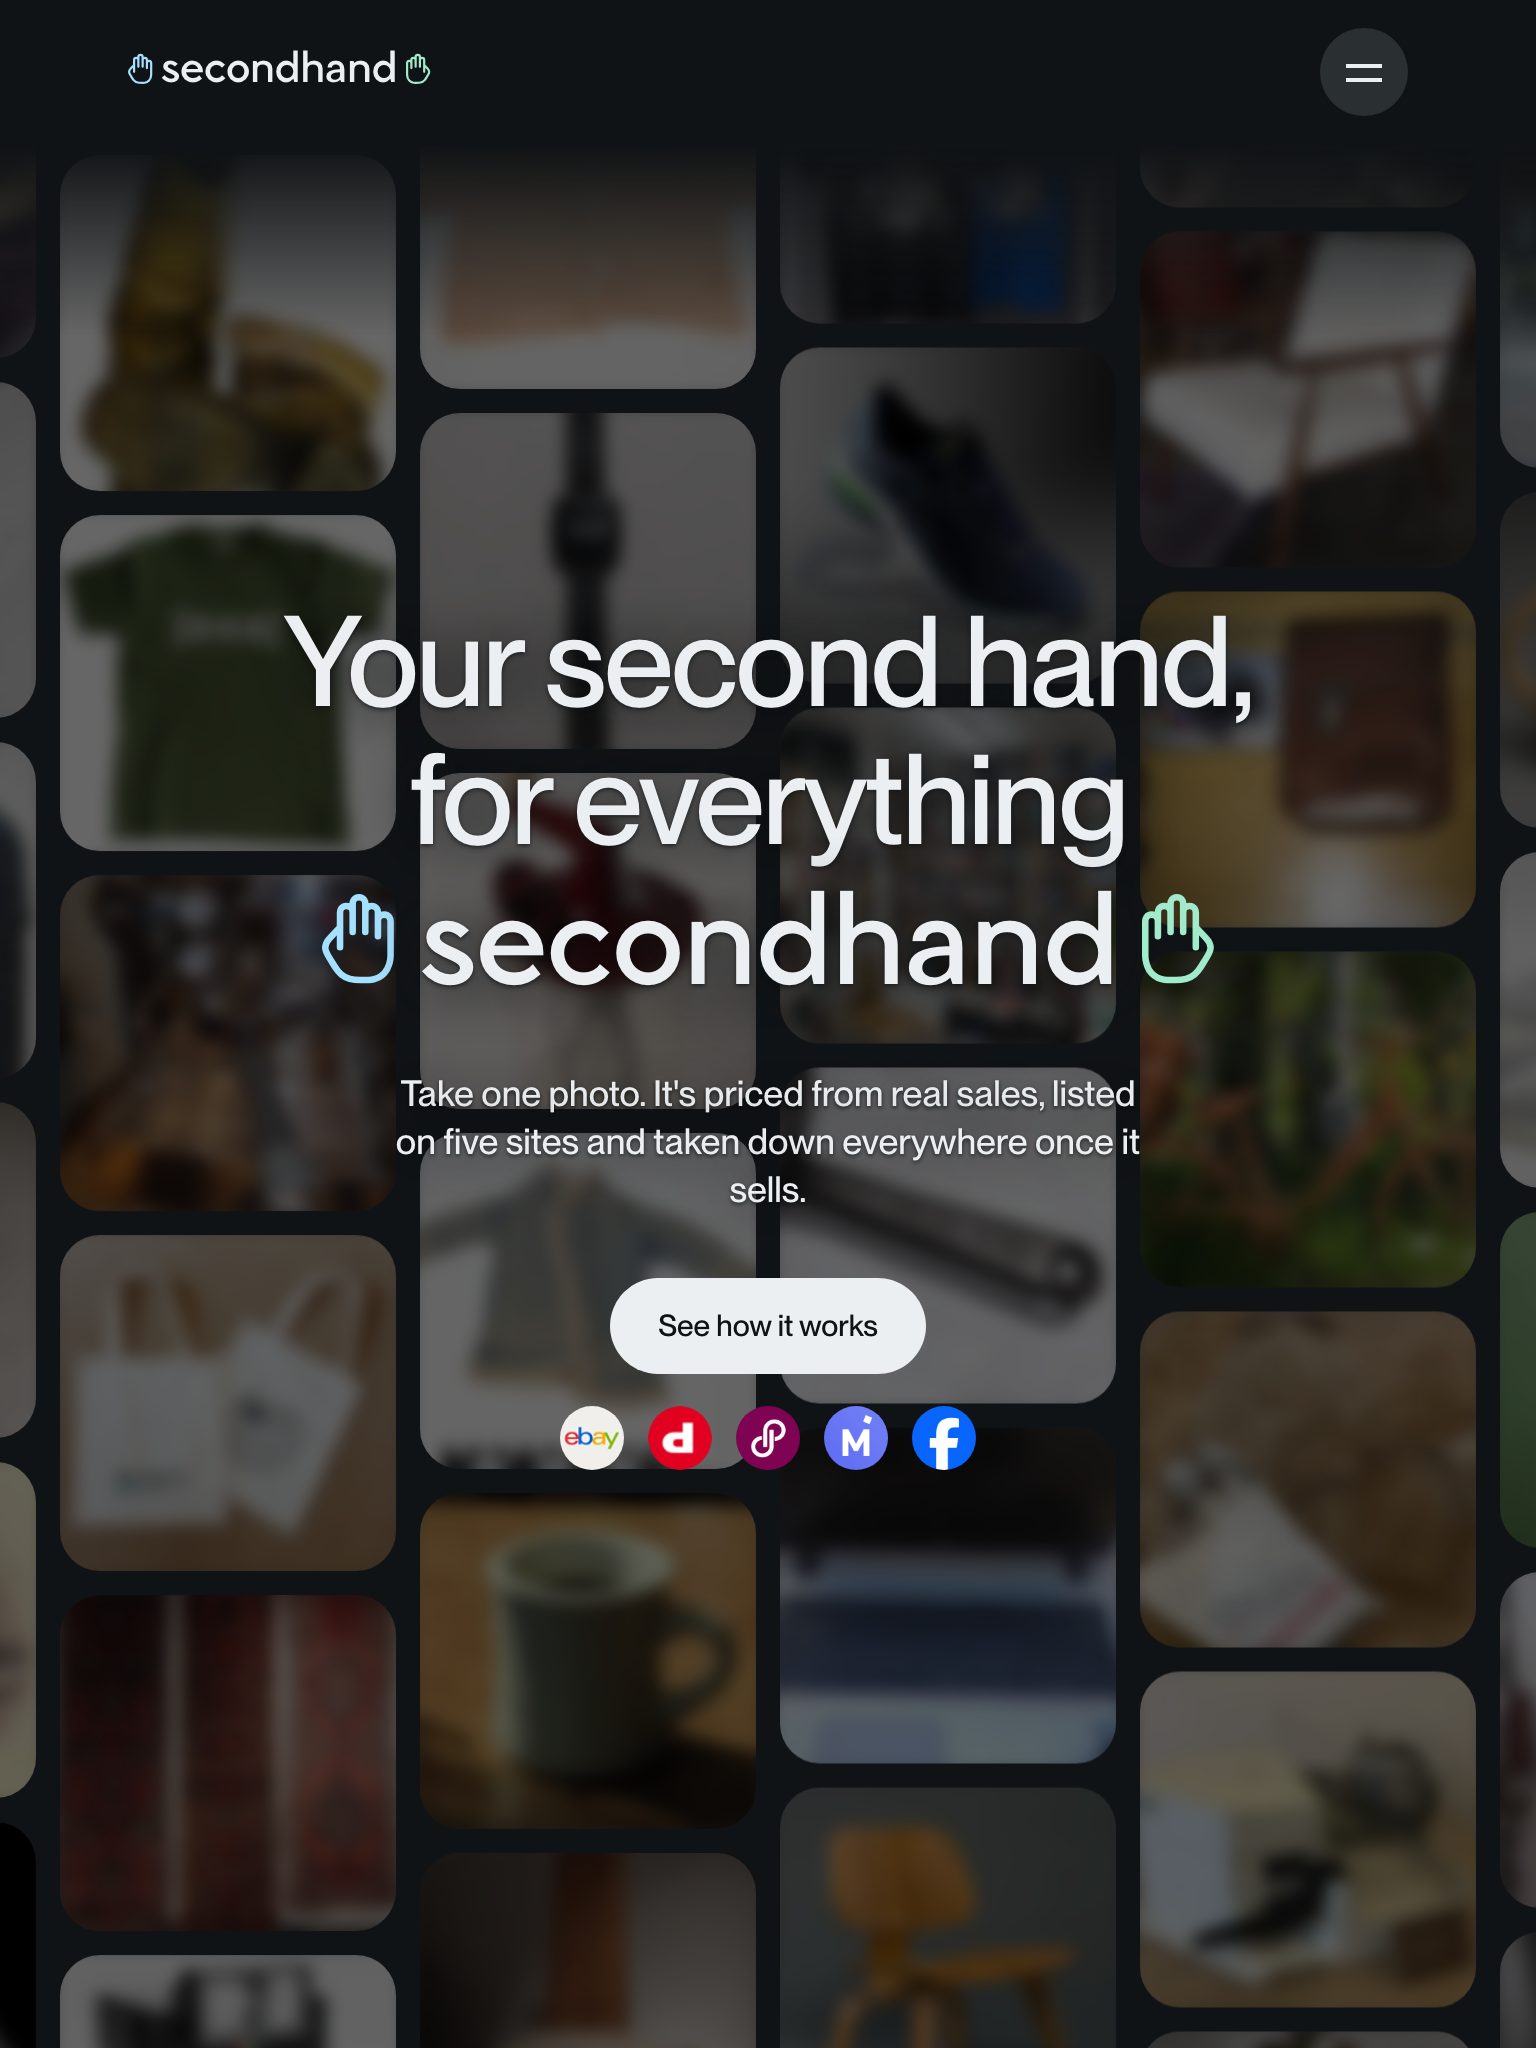 secondhand
Your second hand,
for everything
secondhand
Take one photo. It's priced from real sales, listed
on five sites and taken down everywhere once it
sells.
See how it works
ebay